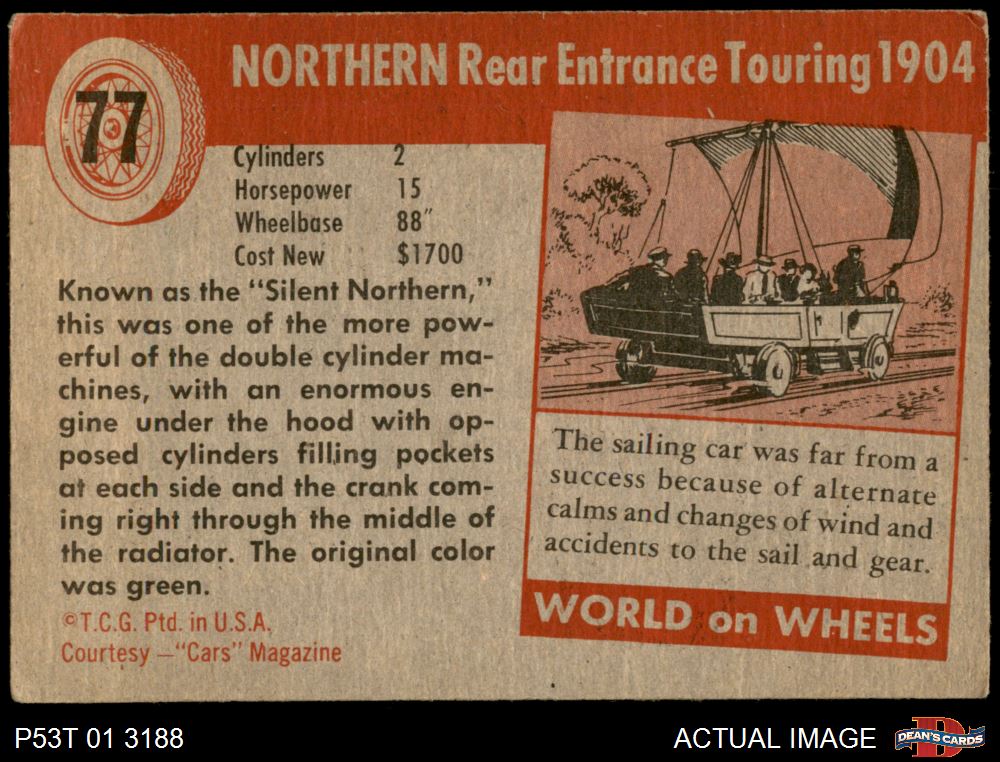 77
NORTHERN Rear Entrance Touring 1904
Cylinders 2
Horsepower 15
Wheelbase 88"
Cost New $1700
Known as the "Silent Northern,"
this was one of the more pow-
erful of the double cylinder ma-
chines, with an enormous en-
gine under the hood with op-
posed cylinders filling pockets
at each side and the crank com-
ing right through the middle of
the radiator. The original color
was green.
©T.C.G. Ptd. in U.S.A.
Courtesy —"Cars" Magazine
The sailing car was far from a
success because of alternate
calms and changes of wind and
accidents to the sail and gear.
WORLD on WHEELS
P53T 01 3188
ACTUAL IMAGE
D
DEAN'S CARDS